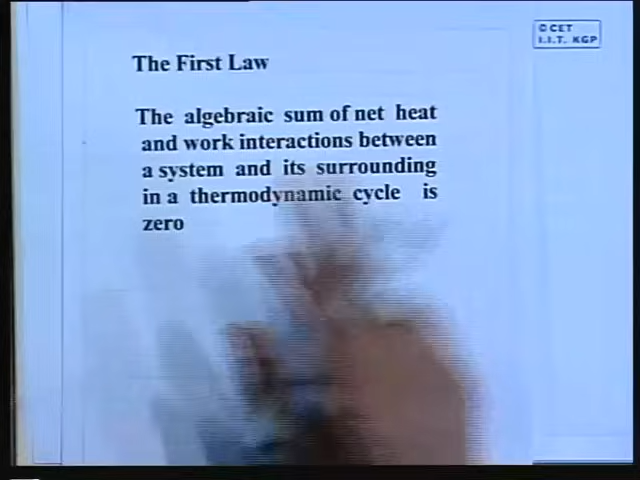 © CET
I.I.T. KGP
The First Law
The algebraic sum of net heat
and work interactions between
a system and its surrounding
in a thermodynamic cycle is
zero